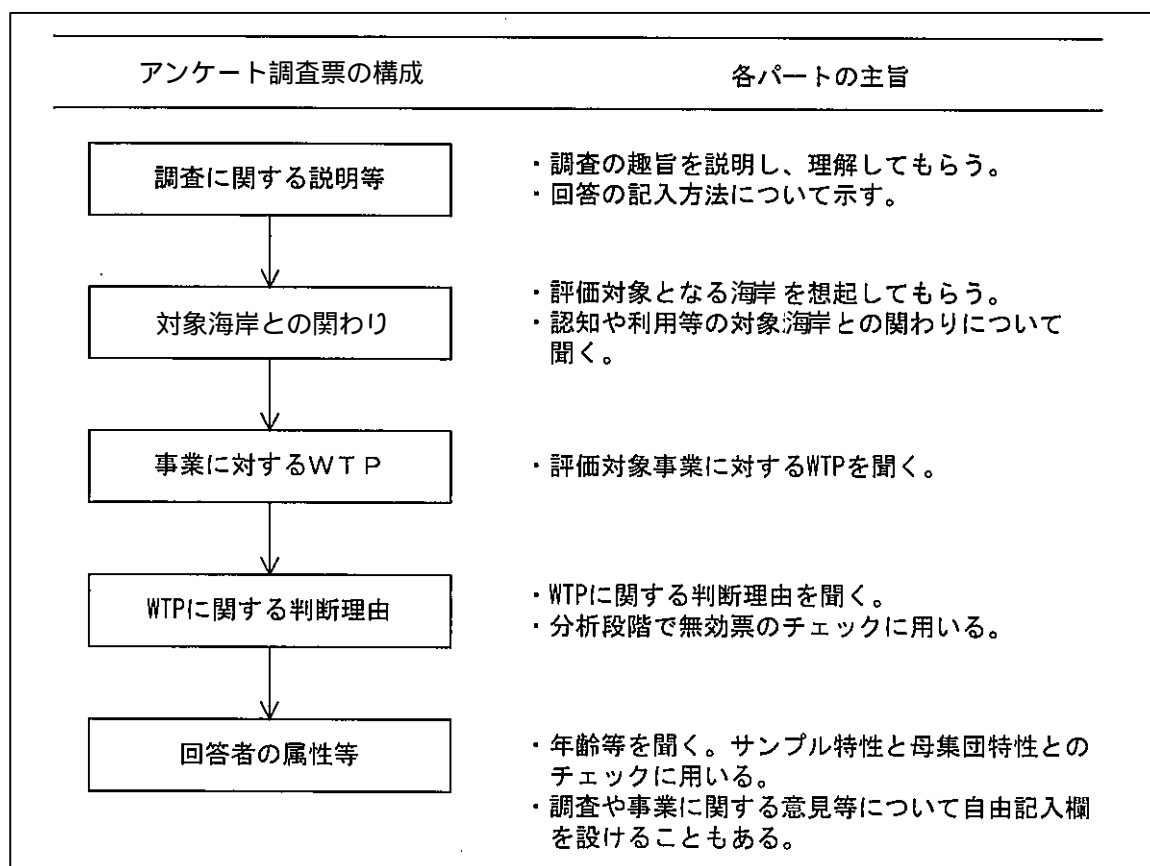 アンケート調査票の構成
各パートの主旨
調査に関する説明等
・調査の趣旨を説明し、理解してもらう。
・回答の記入方法について示す。
対象海岸との関わり
・評価対象となる海岸を想起してもらう。
・認知や利用等の対象海岸との関わりについて
聞く。
事業に対するＷＴＰ
・評価対象事業に対するWTPを聞く。
WTPに関する判断理由
・WTPに関する判断理由を聞く。
・分析段階で無効票のチェックに用いる。
回答者の属性等
・年齢等を聞く。サンプル特性と母集団特性との
チェックに用いる。
・調査や事業に関する意見等について自由記入欄
を設けることもある。